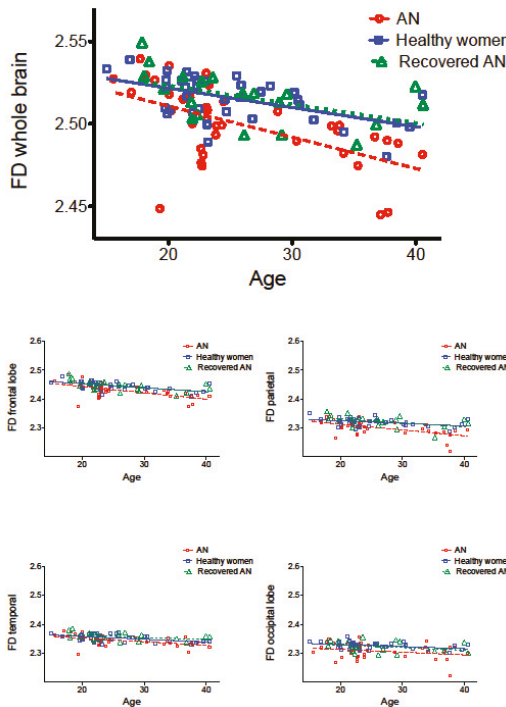 AN
Healthy women
Recovered AN
FD whole brain
2.55
2.50
2.45
20
30
40
Age
AN
Healthy women
Recovered AN
FD frontal lobe
2.6
2.5
2.4
2.3
20
30
40
Age
AN
Healthy women
Recovered AN
FD parietal
2.6
2.5
2.4
2.3
20
30
40
Age
AN
Healthy women
Recovered AN
FD temporal
2.6
2.5
2.4
2.3
20
30
40
Age
AN
Healthy women
Recovered AN
FD occipital lobe
2.6
2.5
2.4
2.3
20
30
40
Age